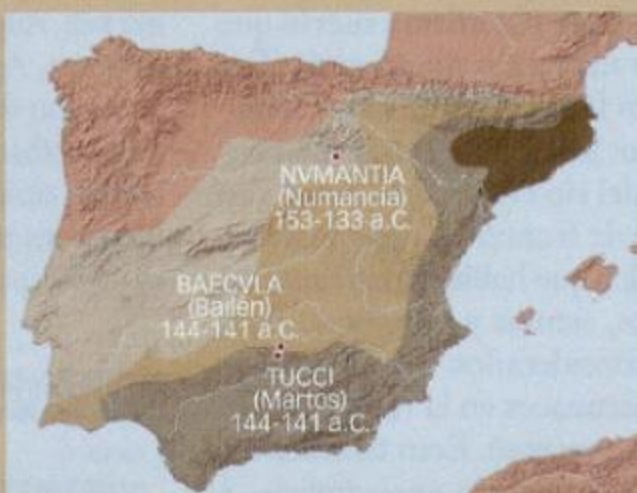 NVMANTIA
(Numancia)
153-133 a.C.
BAECVLA
(Bailén)
144-141 a.C.
TUCCI
(Martos)
144-141 a.C.